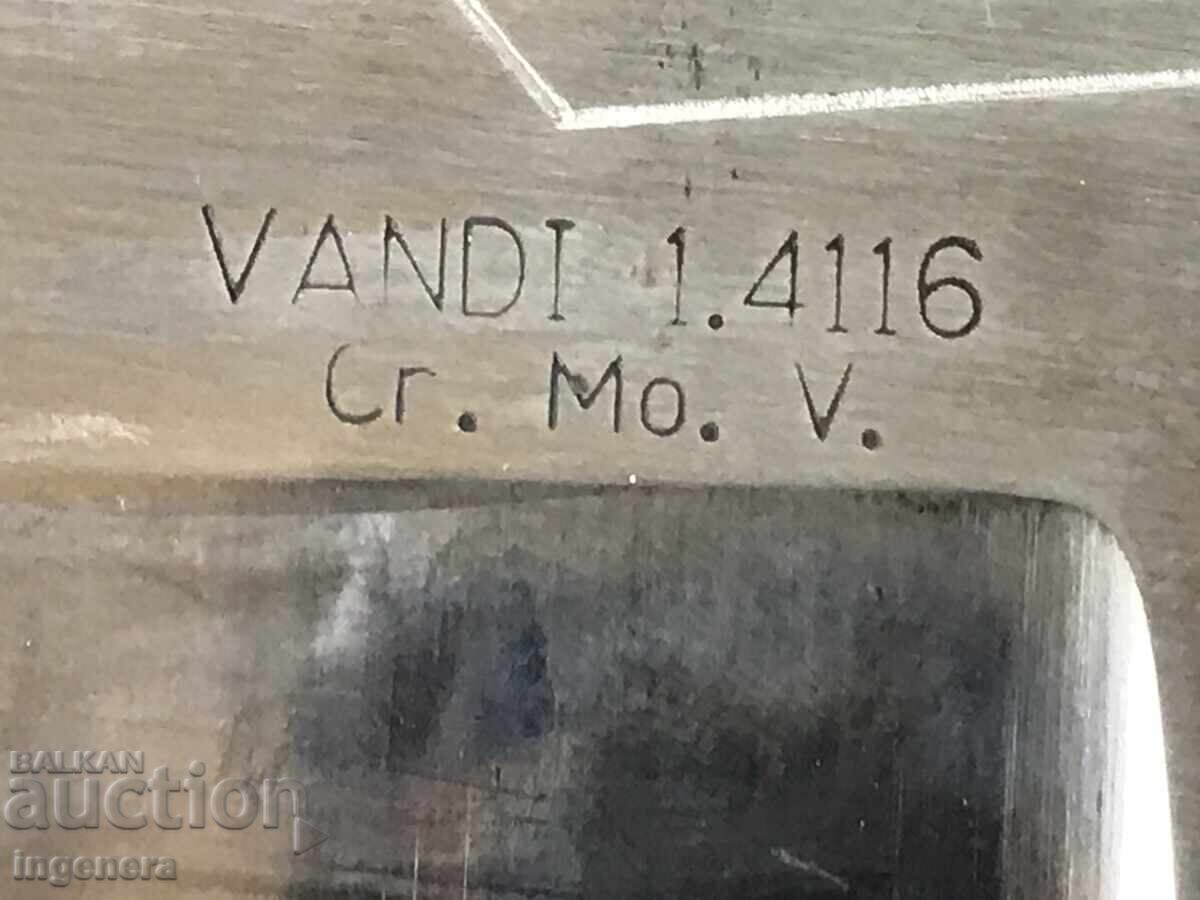 VANDI 1.4116
Cr. Mo. V.
BALKAN
auction
ingenera